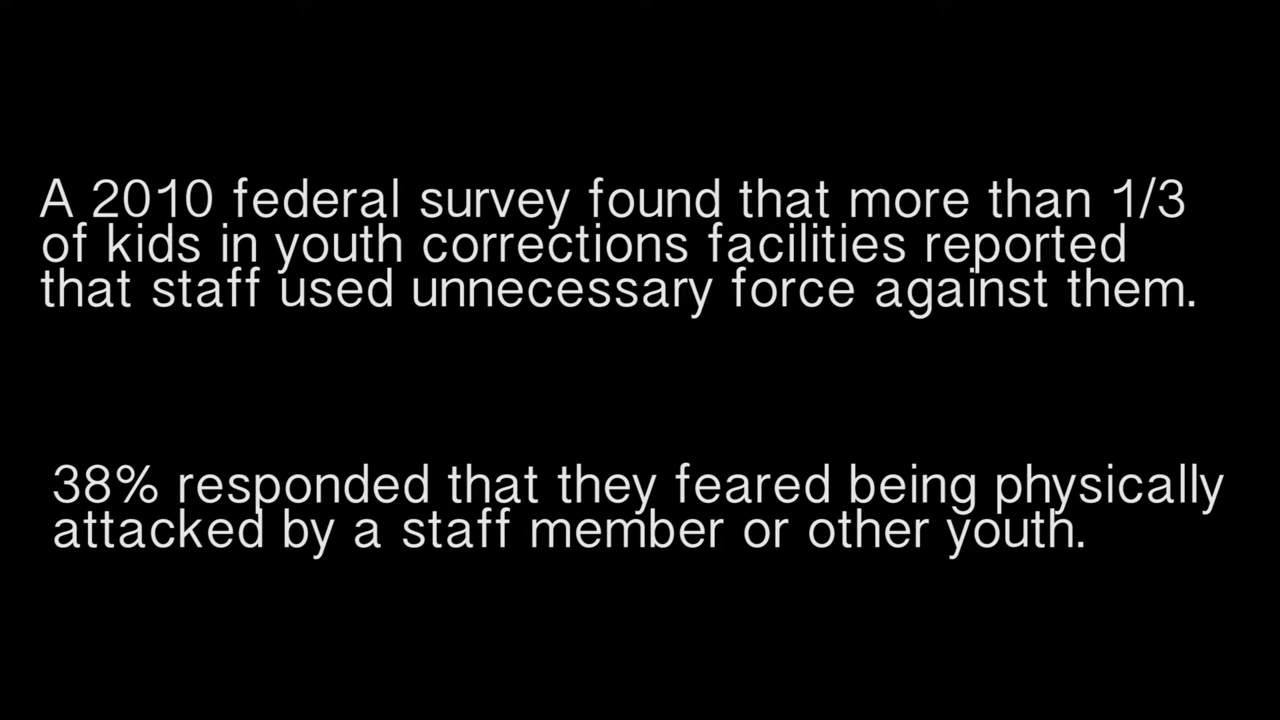 A 2010 federal survey found that more than 1/3
of kids in youth corrections facilities reported
that staff used unnecessary force against them.
38% responded that they feared being physically
attacked by a staff member or other youth.